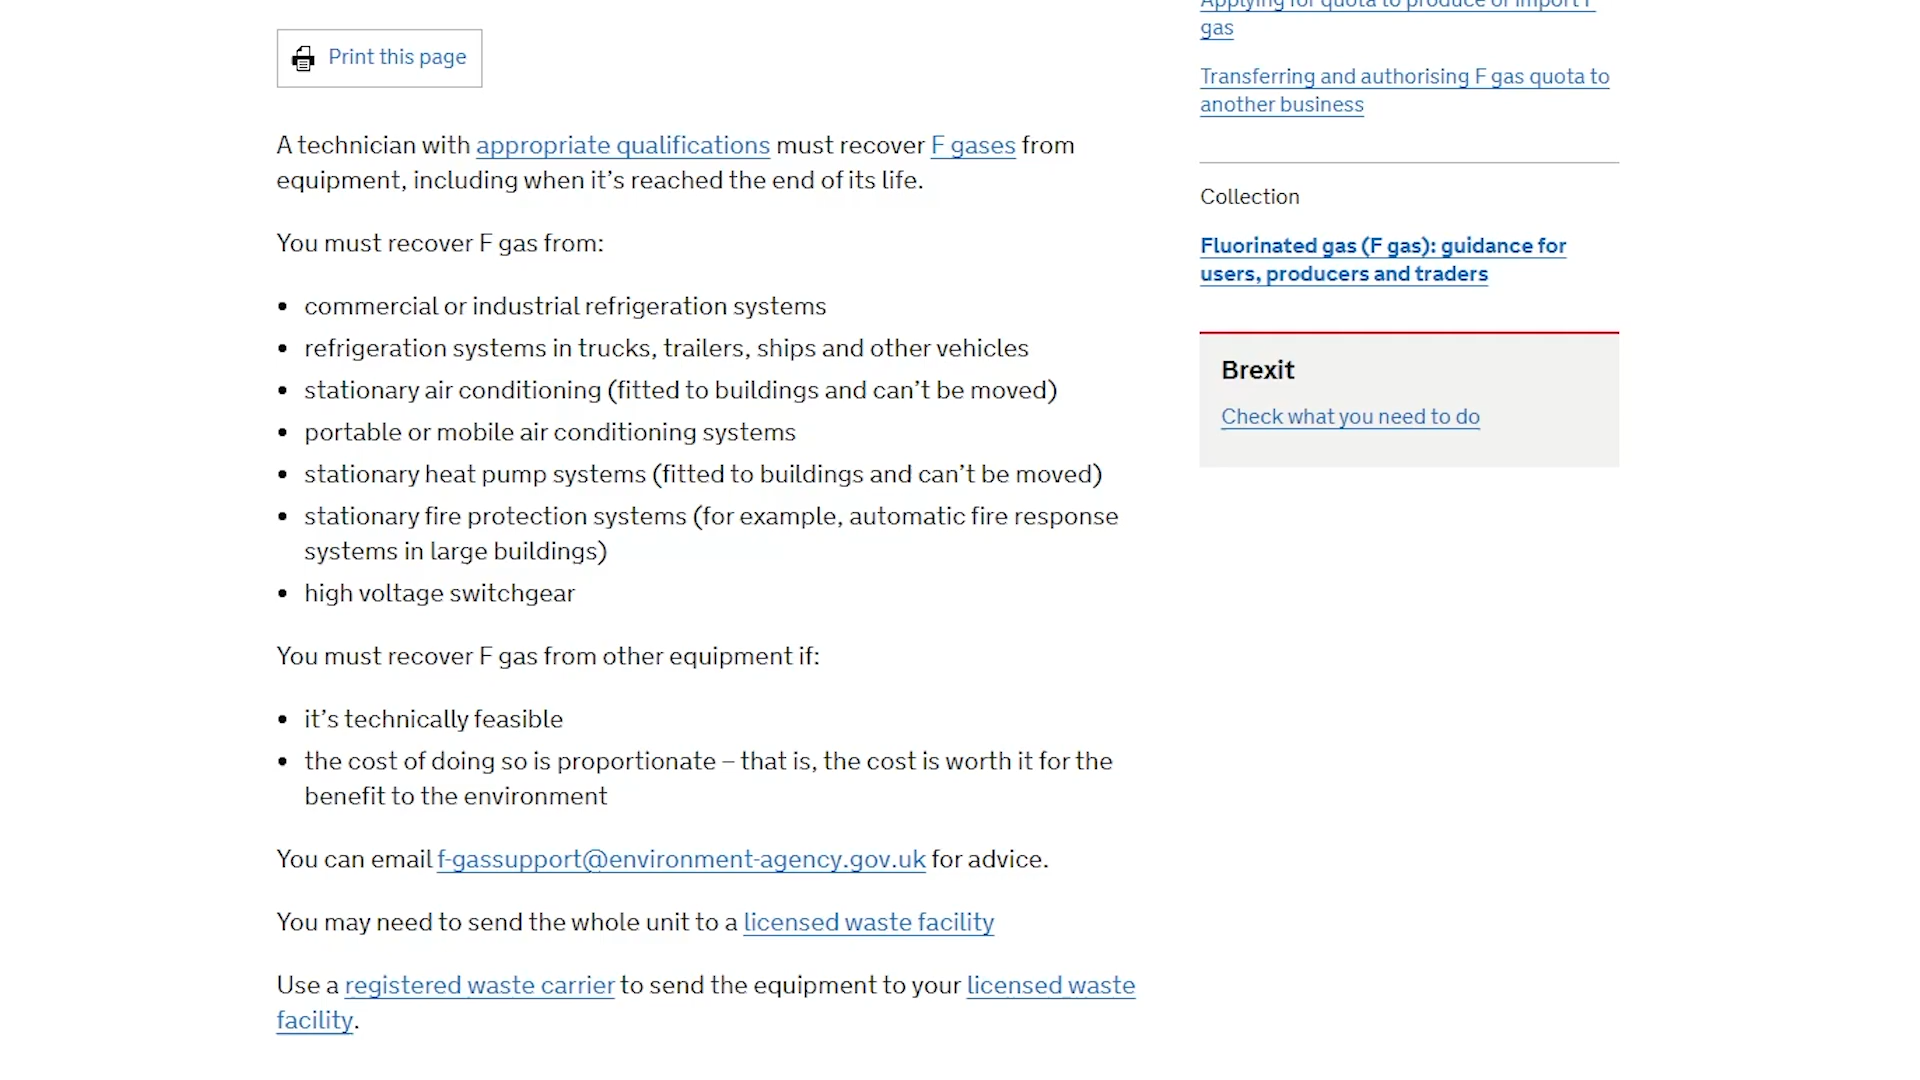 Print this page
A technician with appropriate qualifications must recover F gases from
equipment, including when it’s reached the end of its life.
You must recover F gas from:
• commercial or industrial refrigeration systems
• refrigeration systems in trucks, trailers, ships and other vehicles
• stationary air conditioning (fitted to buildings and can’t be moved)
• portable or mobile air conditioning systems
• stationary heat pump systems (fitted to buildings and can’t be moved)
• stationary fire protection systems (for example, automatic fire response
systems in large buildings)
• high voltage switchgear
You must recover F gas from other equipment if:
• it’s technically feasible
• the cost of doing so is proportionate – that is, the cost is worth it for the
benefit to the environment
You can email f-gassupport@environment-agency.gov.uk for advice.
You may need to send the whole unit to a licensed waste facility
Use a registered waste carrier to send the equipment to your licensed waste
facility.
Applying for quota to produce or import F
gas
Transferring and authorising F gas quota to
another business
Collection
Fluorinated gas (F gas): guidance for
users, producers and traders
Brexit
Check what you need to do